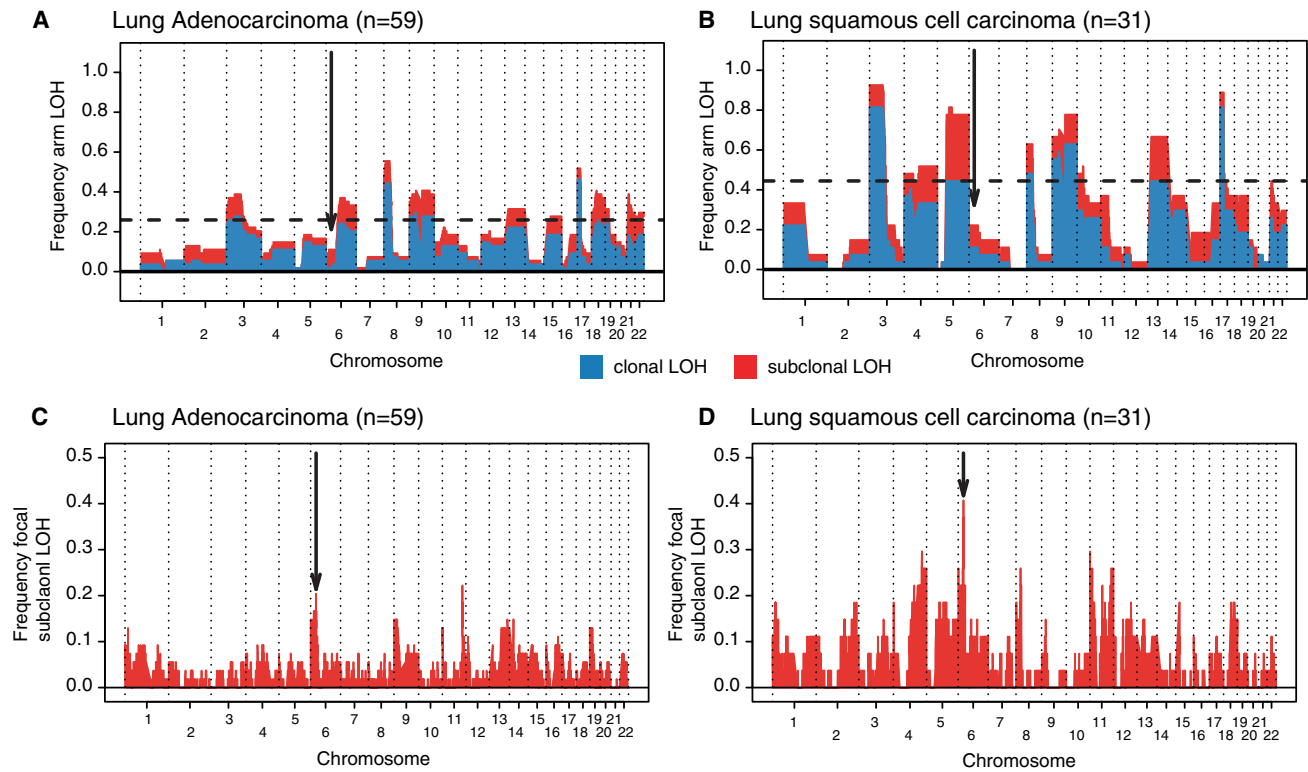 A Lung Adenocarcinoma (n=59)
Frequency arm LOH
1.0
0.8
0.6
0.4
0.2
0.0
1 2 3 4 5 6 7 8 9 10 11 12 13 14 15 16 17 18 19 20 21 22
Chromosome
B Lung squamous cell carcinoma (n=31)
Frequency arm LOH
1.0
0.8
0.6
0.4
0.2
0.0
1 2 3 4 5 6 7 8 9 10 11 12 13 14 15 16 17 18 19 20 21 22
Chromosome
clonal LOH
subclonal LOH
C Lung Adenocarcinoma (n=59)
Frequency focal
subclaonl LOH
0.5
0.4
0.3
0.2
0.1
0.0
1 2 3 4 5 6 7 8 9 10 11 12 13 14 15 16 17 18 19 20 21 22
Chromosome
D Lung squamous cell carcinoma (n=31)
Frequency focal
subclaonl LOH
0.5
0.4
0.3
0.2
0.1
0.0
1 2 3 4 5 6 7 8 9 10 11 12 13 14 15 16 17 18 19 20 21 22
Chromosome